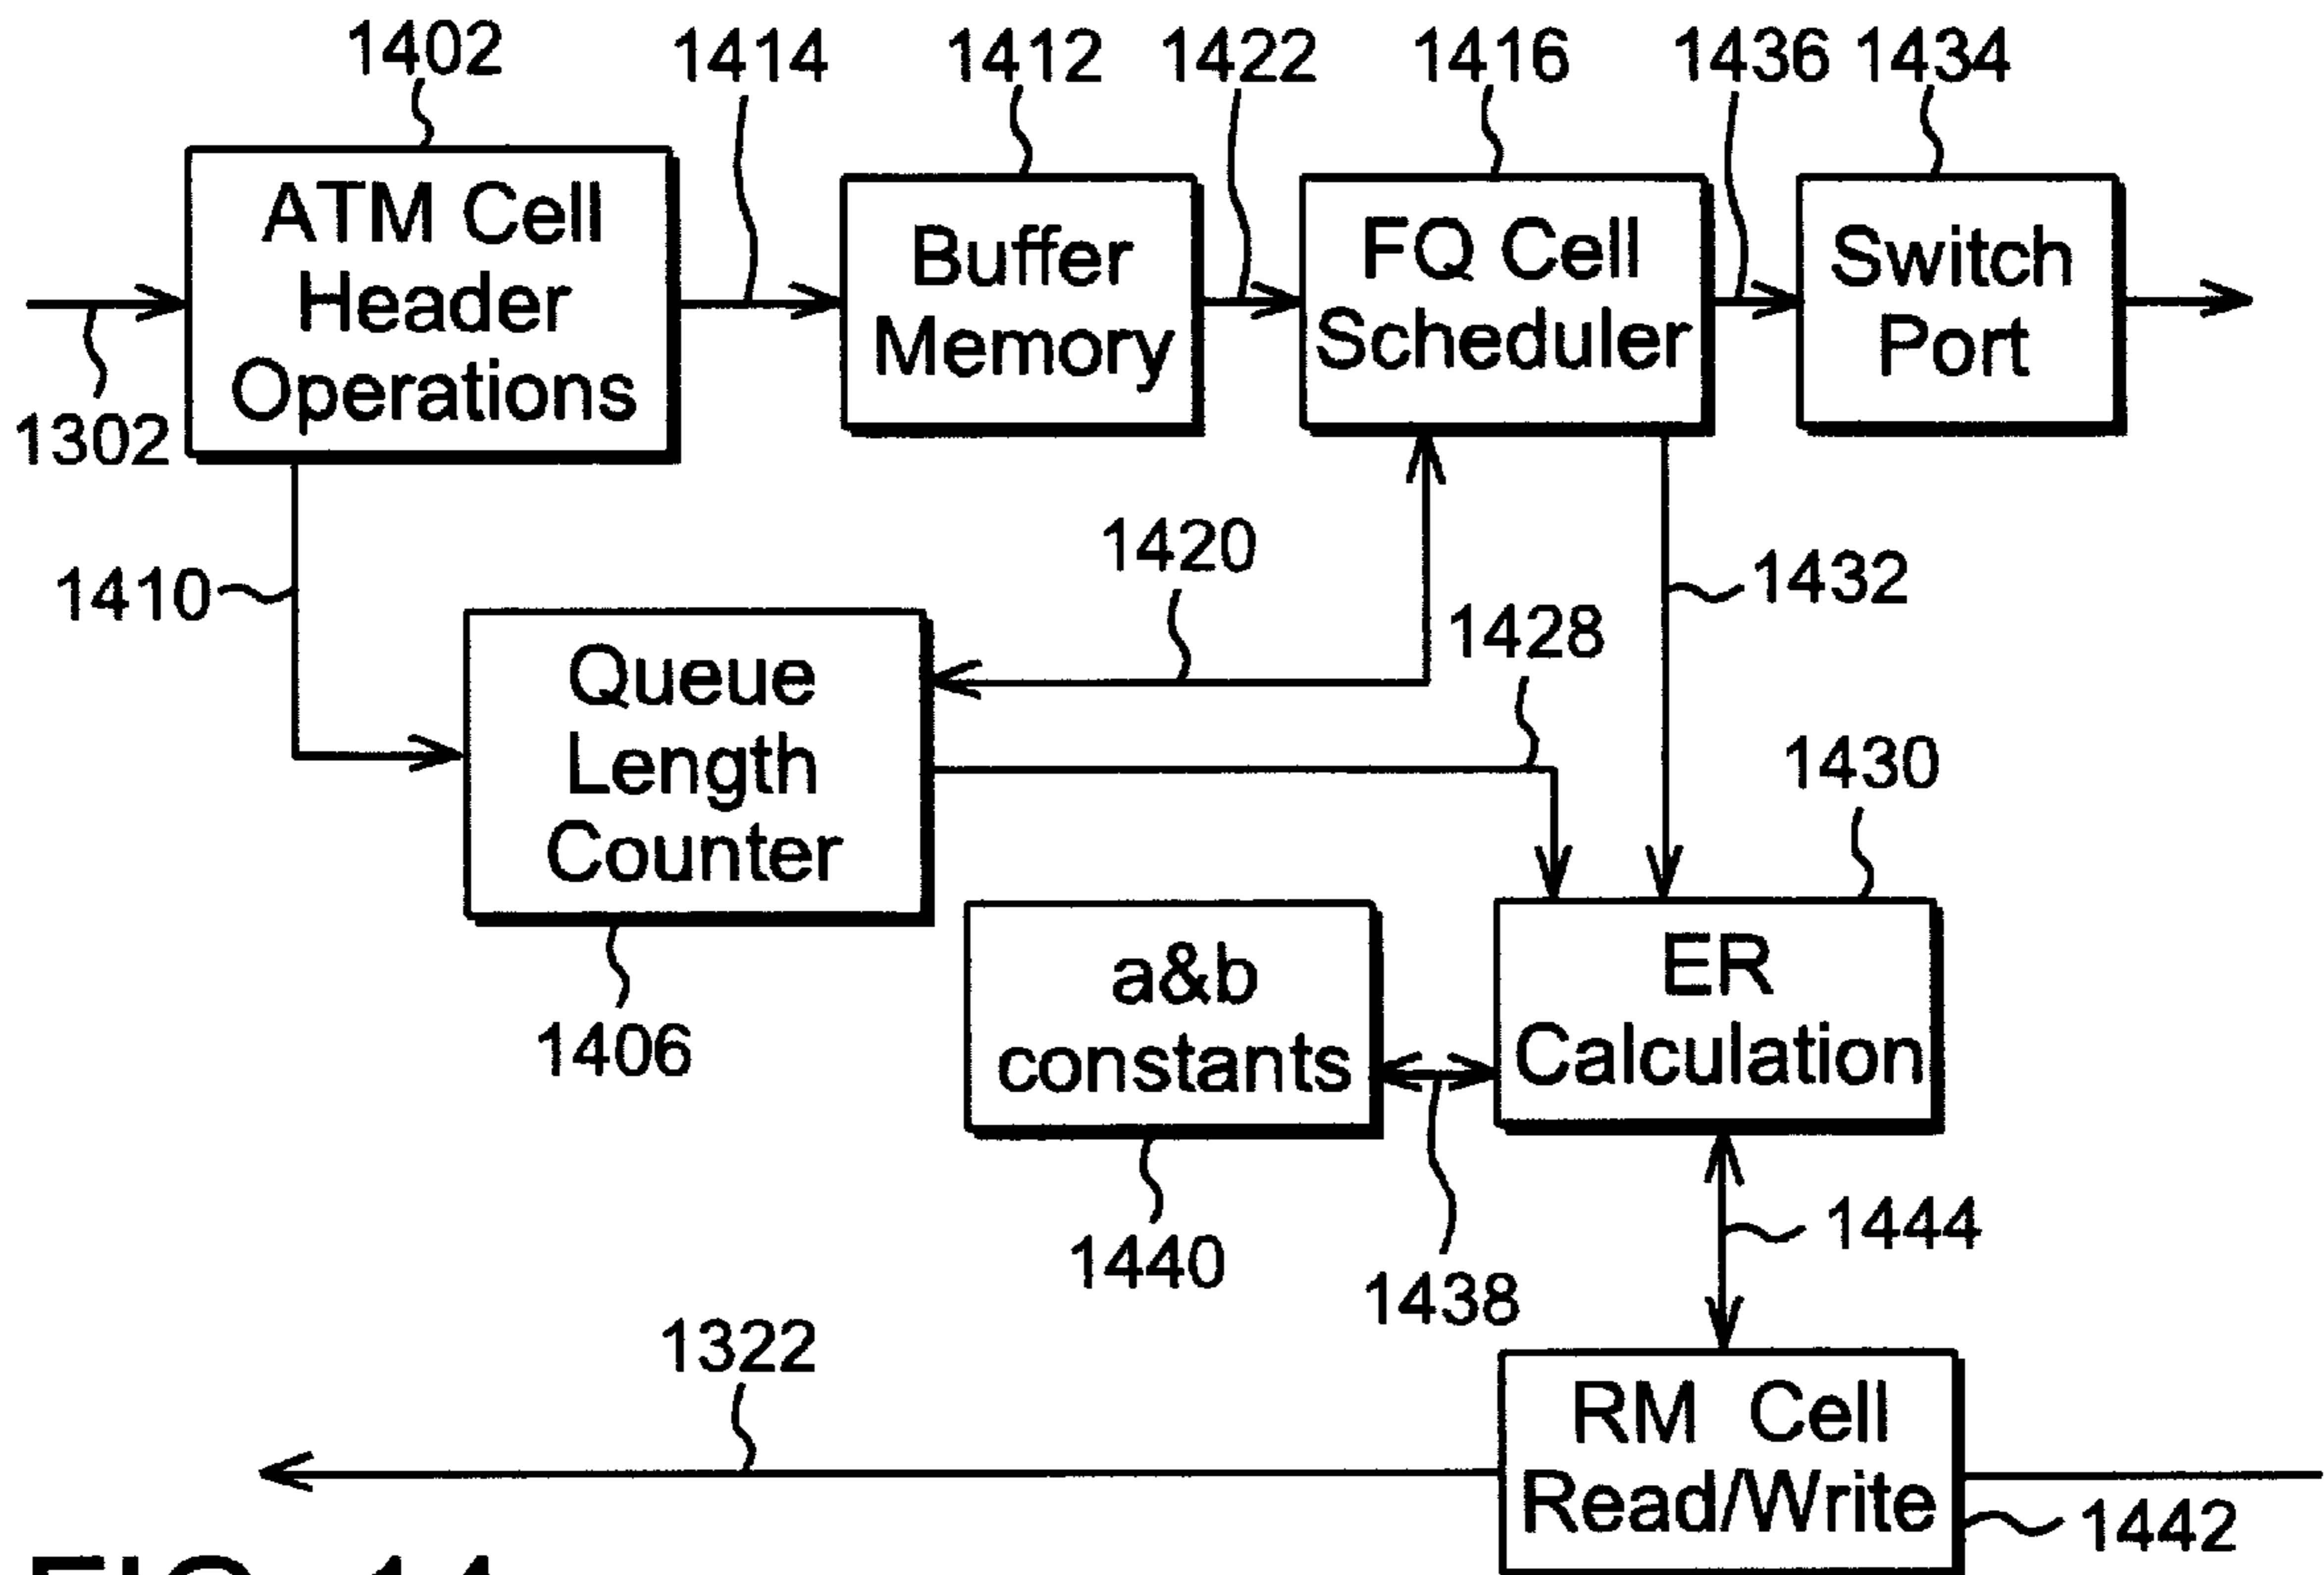 1402
1414
1412
1422
1416
1436
1434
ATM Cell
Header
Operations
Buffer
Memory
FQ Cell
Scheduler
Switch
Port
1302
1410
1420
1432
1428
Queue
Length
Counter
1430
1406
a&b
constants
ER
Calculation
1440
1438
1444
1322
RM Cell
Read/Write
1442
FIG. 14